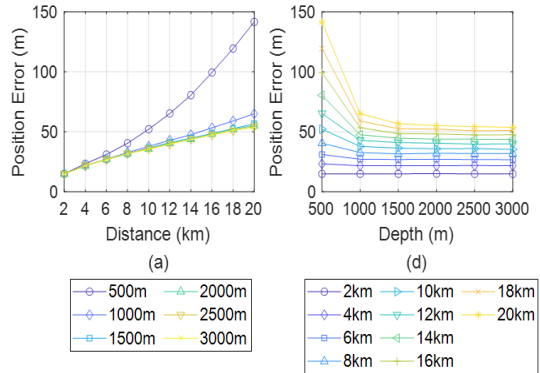 150
100
50
0
Position Error (m)
2 4 6 8 10 12 14 16 18 20
Distance (km)
(a)
500m 2000m
1000m 2500m
1500m 3000m
150
100
50
0
Position Error (m)
500 1000 1500 2000 2500 3000
Depth (m)
(d)
2km 10km 18km
4km 12km 20km
6km 14km
8km 16km